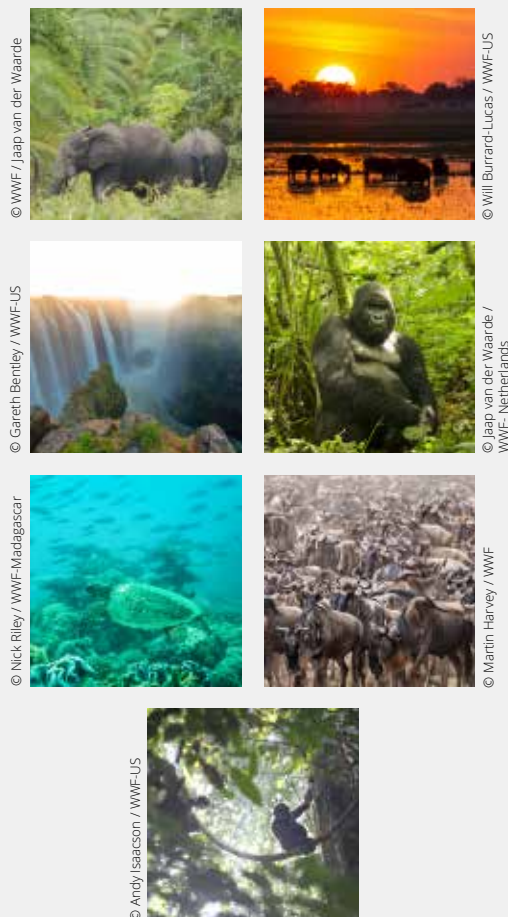 © WWF / Jaap van der Waarde
© Will Burrard-Lucas / WWF-US
© Gareth Bentley / WWF-US
© Jaap van der Waarde /
WWF- Netherlands
© Nick Riley / WWF-Madagascar
© Martin Harvey / WWF
© Andy Isaacson / WWF-US